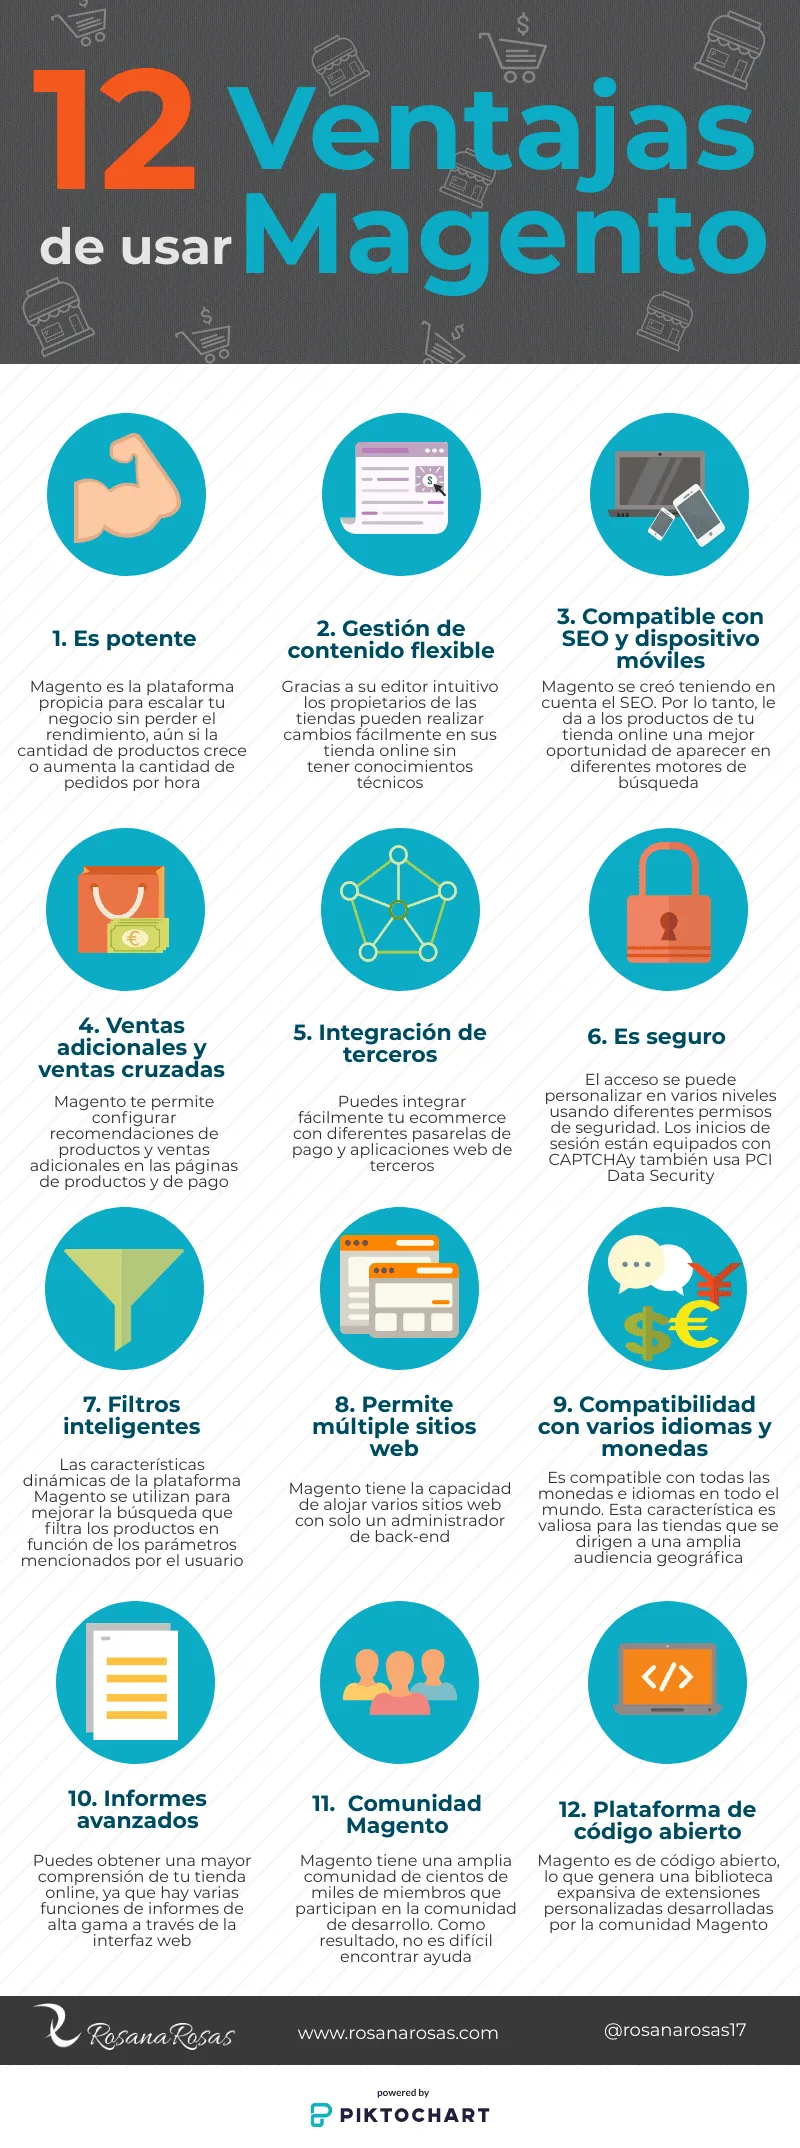 12 Ventajas
de usar Magento
1. Es potente
Magento es la plataforma
propicia para escalar tu
negocio sin perder el
rendimiento, aún si la
cantidad de productos crece
o aumenta la cantidad de
pedidos por hora
2. Gestión de
contenido flexible
Gracias a su editor intuitivo
los propietarios de las
tiendas pueden realizar
cambios fácilmente en sus
tienda online sin
tener conocimientos
técnicos
3. Compatible con
SEO y dispositivo
móviles
Magento se creó teniendo en
cuenta el SEO. Por lo tanto, le
da a los productos de tu
tienda online una mejor
oportunidad de aparecer en
diferentes motores de
búsqueda
4. Ventas
adicionales y
ventas cruzadas
Magento te permite
configurar
recomendaciones de
productos y ventas
adicionales en las páginas
de productos y de pago
5. Integración de
terceros
Puedes integrar
fácilmente tu ecommerce
con diferentes pasarelas de
pago y aplicaciones web de
terceros
6. Es seguro
El acceso se puede
personalizar en varios niveles
usando diferentes permisos
de seguridad. Los inicios de
sesión están equipados con
CAPTCHAy también usa PCI
Data Security
7. Filtros
inteligentes
Las características
dinámicas de la plataforma
Magento se utilizan para
mejorar la búsqueda que
filtra los productos en
función de los parámetros
mencionados por el usuario
8. Permite
múltiple sitios
web
Magento tiene la capacidad
de alojar varios sitios web
con solo un administrador
de back-end
9. Compatibilidad
con varios idiomas y
monedas
Es compatible con todas las
monedas e idiomas en todo el
mundo. Esta característica es
valiosa para las tiendas que se
dirigen a una amplia
audiencia geográfica
10. Informes
avanzados
Puedes obtener una mayor
comprensión de tu tienda
online, ya que hay varias
funciones de informes de
alta gama a través de la
interfaz web
11. Comunidad
Magento
Magento tiene una amplia
comunidad de cientos de
miles de miembros que
participan en la comunidad
de desarrollo. Como
resultado, no es difícil
encontrar ayuda
12. Plataforma de
código abierto
Magento es de código abierto,
lo que genera una biblioteca
expansiva de extensiones
personalizadas desarrolladas
por la comunidad Magento
RosanaRosas
www.rosanarosas.com
@rosanarosas17
powered by
PIKTOCHART